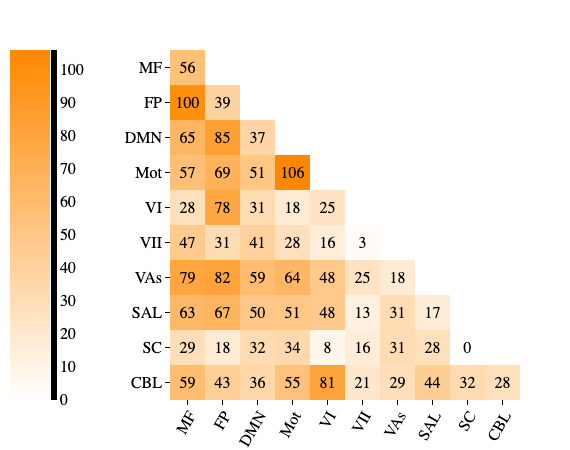 100
90
80
70
60
50
40
30
20
10
0
MF 56
FP 100 39
DMN 65 85 37
Mot 57 69 51 106
VI 28 78 31 18 25
VII 47 31 41 28 16 3
VAs 79 82 59 64 48 25 18
SAL 63 67 50 51 48 13 31 17
SC 29 18 32 34 8 16 31 28 0
CBL 59 43 36 55 81 21 29 44 32 28
MF FP DMN Mot VI VII VAs SAL SC CBL